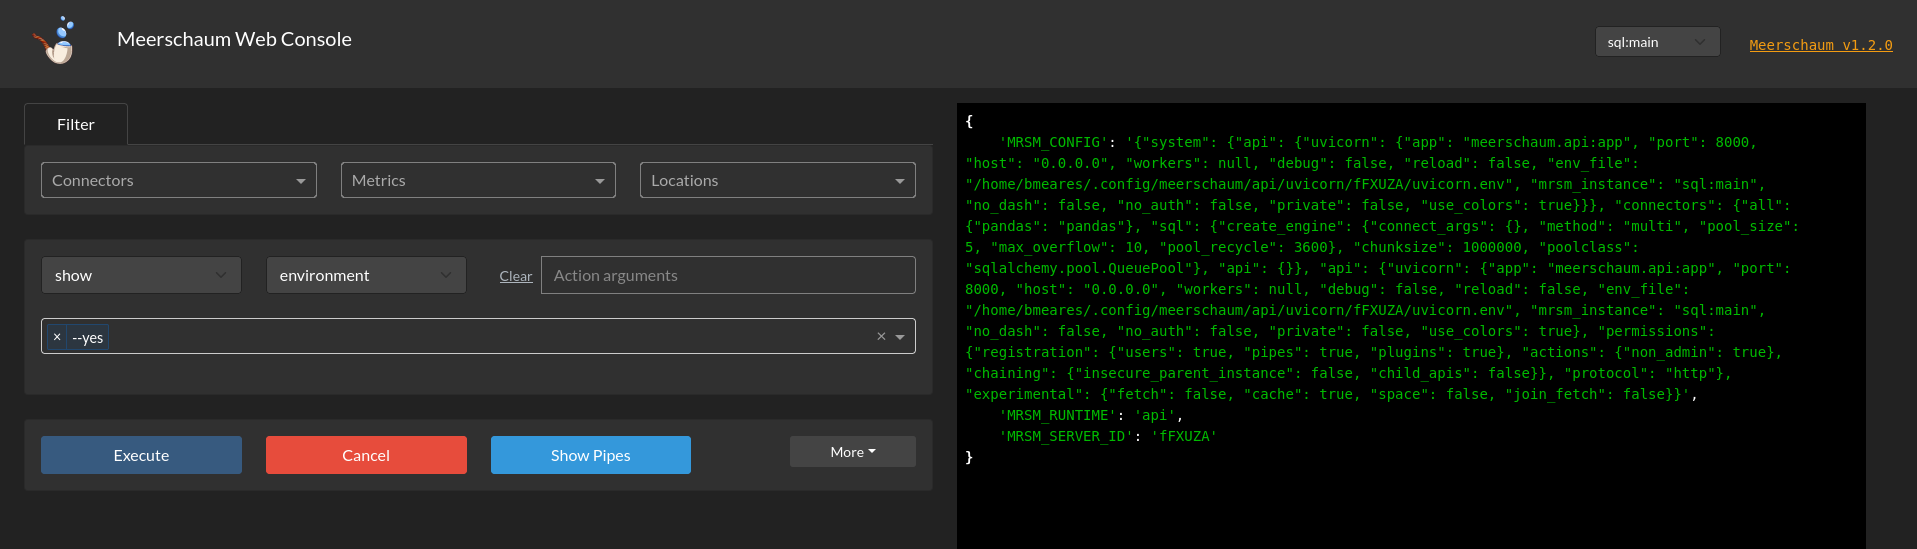 Meerschaum Web Console
sql:main
Meerschaum v1.2.0
Filter
Connectors
Metrics
Locations
show
environment
Clear
Action arguments
× --yes
×
Execute
Cancel
Show Pipes
More
{
    'MRSM_CONFIG': '{"system": {"api": {"uvicorn": {"app": "meerschaum.api:app", "port": 8000,
"host": "0.0.0.0", "workers": null, "debug": false, "reload": false, "env_file":
"/home/bmeares/.config/meerschaum/api/uvicorn/fFXUZA/uvicorn.env", "mrsm_instance": "sql:main",
"no_dash": false, "no_auth": false, "private": false, "use_colors": true}}}, "connectors": {"all":
{"pandas": "pandas"}, "sql": {"create_engine": {"connect_args": {}, "method": "multi", "pool_size":
5, "max_overflow": 10, "pool_recycle": 3600}, "chunksize": 1000000, "poolclass":
"sqlalchemy.pool.QueuePool"}, "api": {}}, "api": {"uvicorn": {"app": "meerschaum.api:app", "port":
8000, "host": "0.0.0.0", "workers": null, "debug": false, "reload": false, "env_file":
"/home/bmeares/.config/meerschaum/api/uvicorn/fFXUZA/uvicorn.env", "mrsm_instance": "sql:main",
"no_dash": false, "no_auth": false, "private": false, "use_colors": true}, "permissions":
{"registration": {"users": true, "pipes": true, "plugins": true}, "actions": {"non_admin": true},
"chaining": {"insecure_parent_instance": false, "child_apis": false}}, "protocol": "http"},
"experimental": {"fetch": false, "cache": true, "space": false, "join_fetch": false}}',
    'MRSM_RUNTIME': 'api',
    'MRSM_SERVER_ID': 'fFXUZA'
}